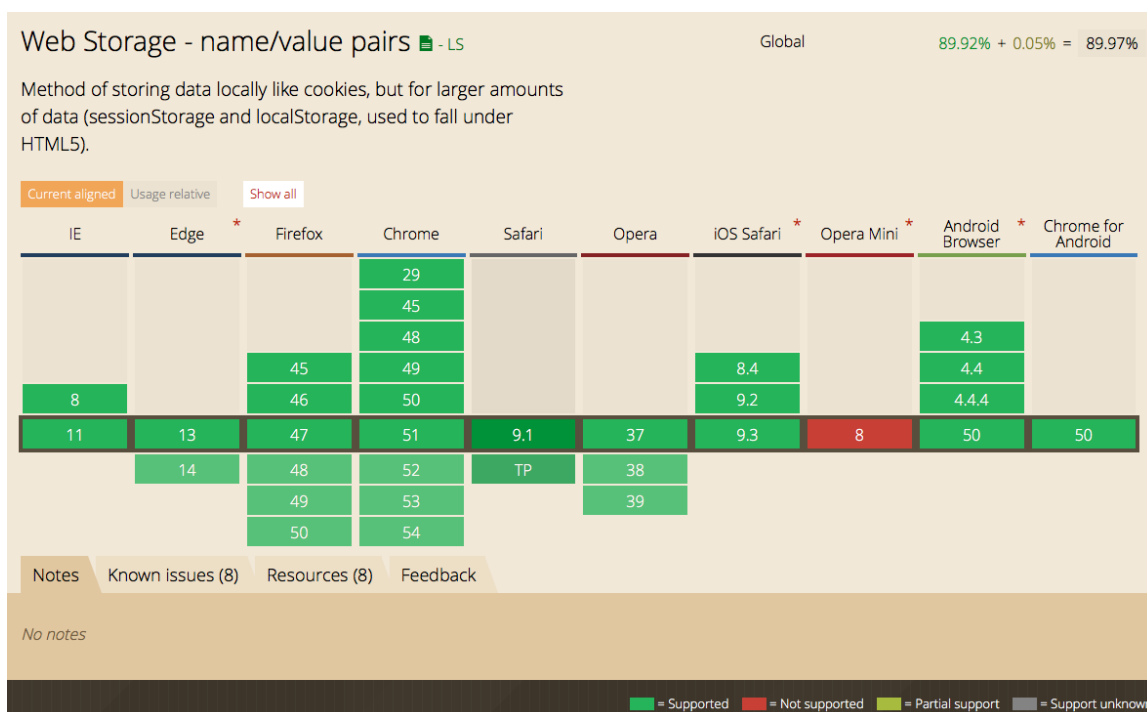 Web Storage - name/value pairs - LS Global 89.92% + 0.05% = 89.97%
Method of storing data locally like cookies, but for larger amounts
of data (sessionStorage and localStorage, used to fall under
HTML5).
Current aligned Usage relative Show all
IE Edge * Firefox Chrome Safari Opera iOS Safari * Opera Mini * Android Browser * Chrome for Android
29
45
48 4.3
45 49 8.4 4.4
8 46 50 9.2 4.4.4
11 13 47 51 9.1 37 9.3 8 50 50
14 48 52 TP 38
49 53 39
50 54
Notes Known issues (8) Resources (8) Feedback
No notes
= Supported = Not supported = Partial support = Support unknow